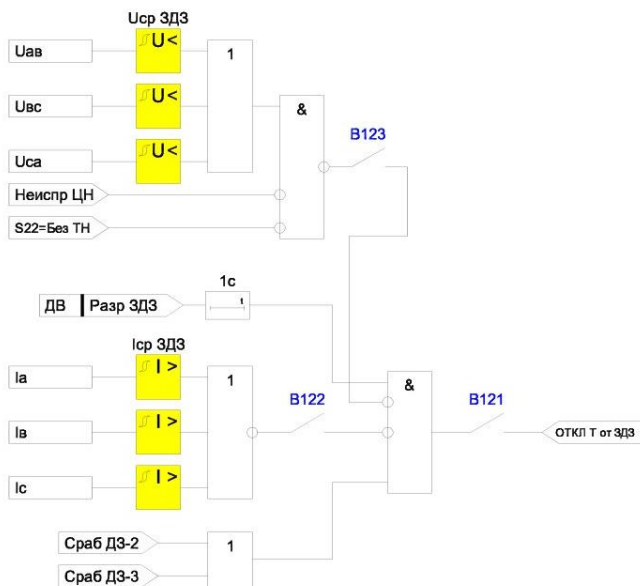 Uср ЗДЗ
Uав
U<
1
Uвс
U<
&
В123
Uса
U<
Неиспр ЦН
S22=Без ТН
1с
ДВ Разр ЗДЗ
t
Iср ЗДЗ
Iа
I >
1
&
В122
В121
Iв
I >
ОТКЛ Т от ЗДЗ
Iс
I >
Сраб ДЗ-2
1
Сраб ДЗ-3